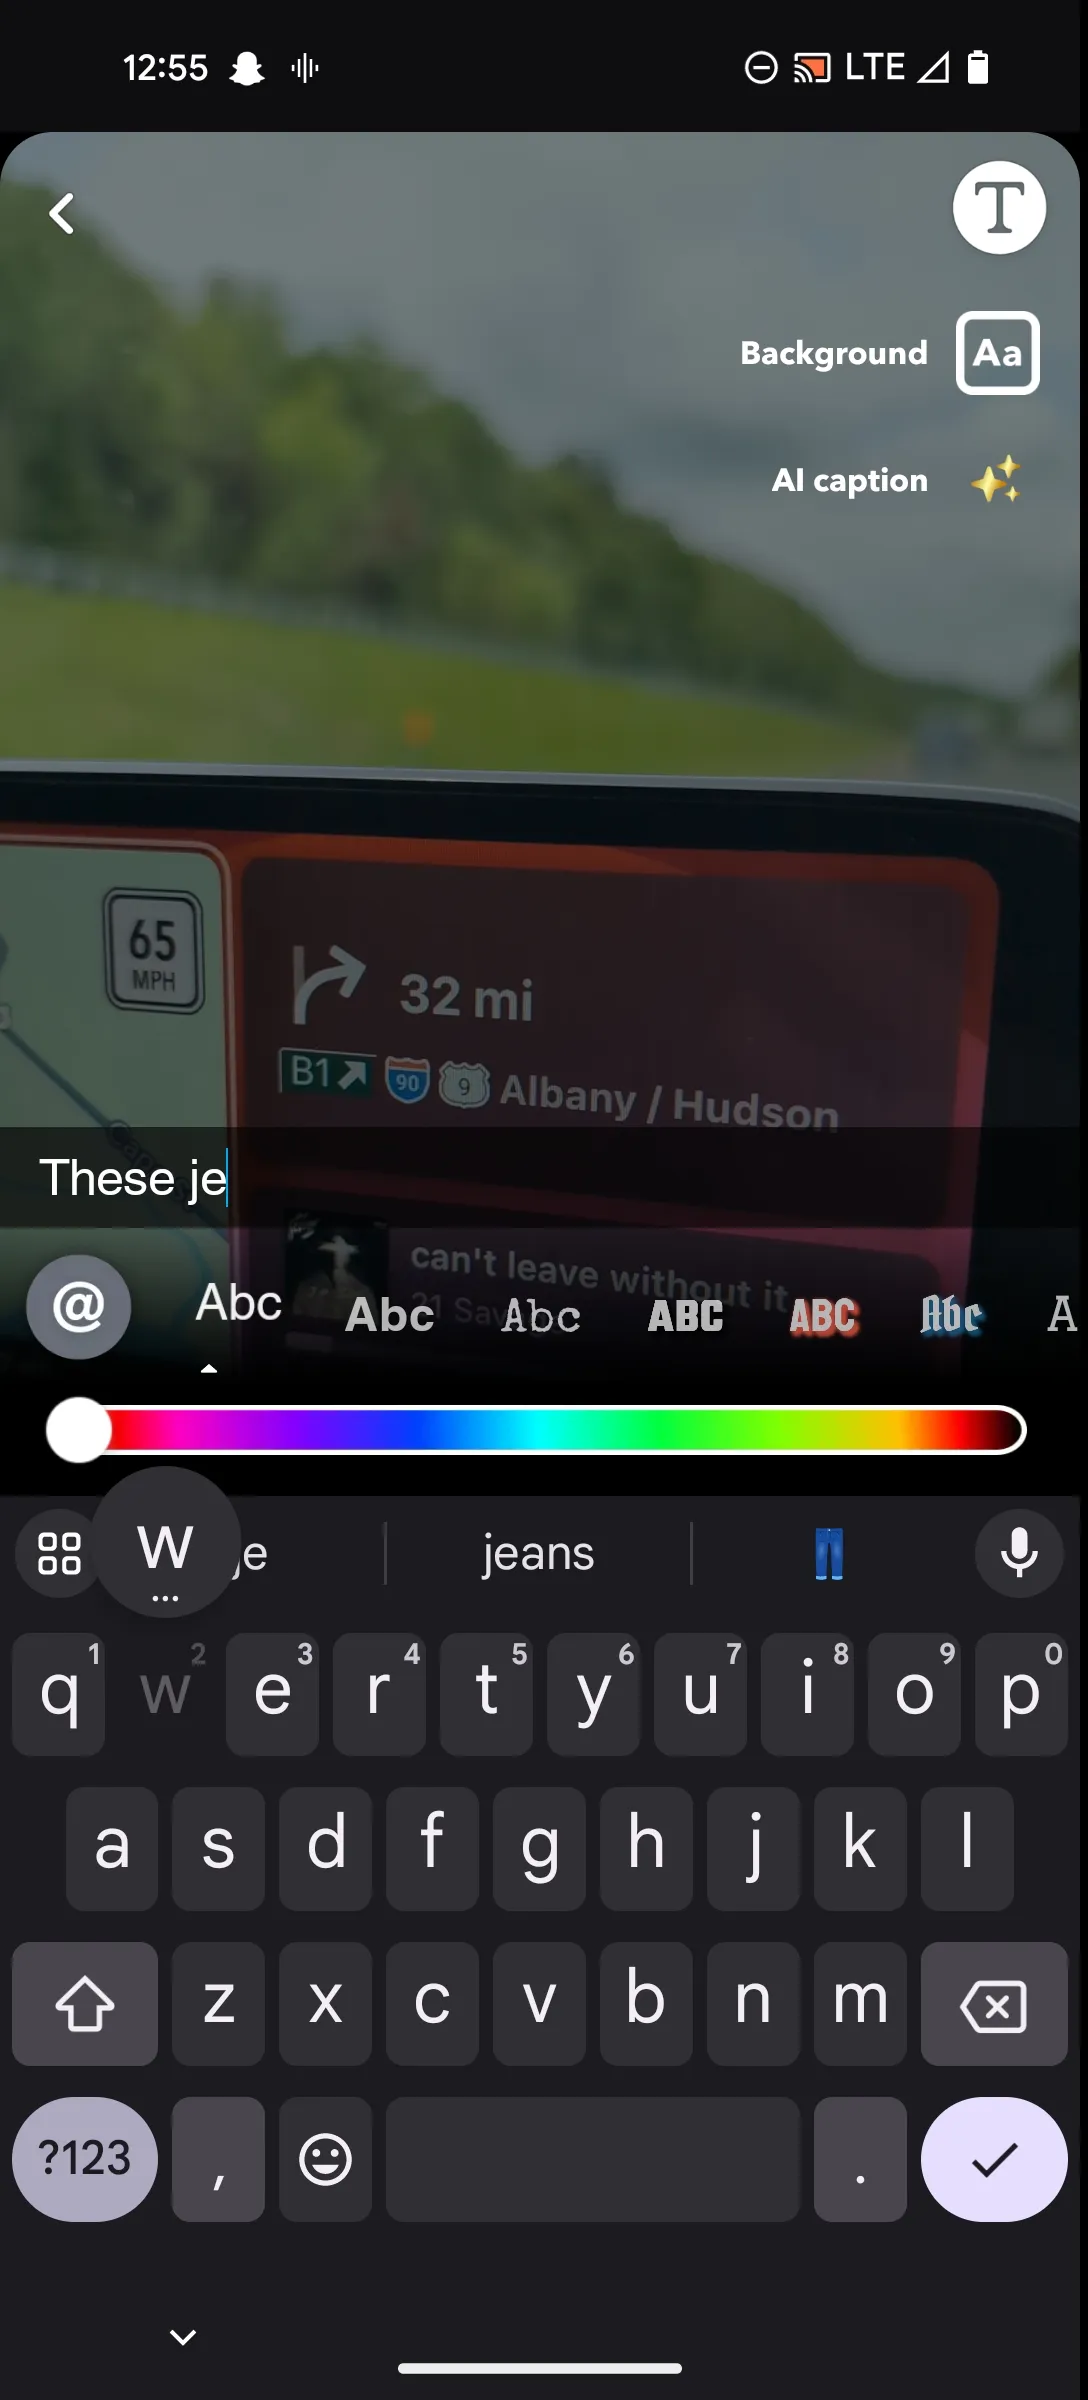 12:55 LTE
T
Background Aa
AI caption
65
MPH
32 mi
B1 90 9 Albany / Hudson
These je
can't leave without it
@ Abc Abc Abc ABC ABC Abc A
W je jeans
...
q1 w2 e3 r4 t5 y6 u7 i8 o9 p0
a s d f g h j k l
z x c v b n m
?123 , .